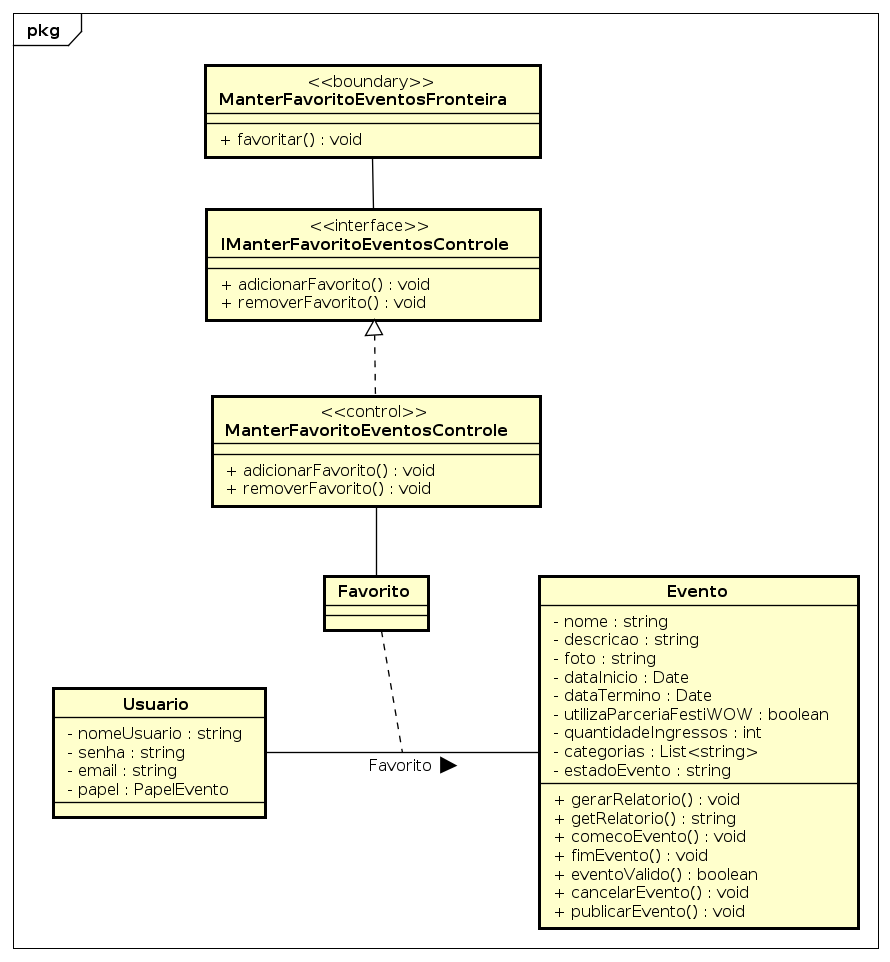 pkg
<<boundary>>
ManterFavoritoEventosFronteira
+ favoritar() : void
<<interface>>
IManterFavoritoEventosControle
+ adicionarFavorito() : void
+ removerFavorito() : void
<<control>>
ManterFavoritoEventosControle
+ adicionarFavorito() : void
+ removerFavorito() : void
Favorito
Usuario
- nomeUsuario : string
- senha : string
- email : string
- papel : PapelEvento
Favorito ▶
Evento
- nome : string
- descricao : string
- foto : string
- dataInicio : Date
- dataTermino : Date
- utilizaParceriaFestiWOW : boolean
- quantidadeIngressos : int
- categorias : List<string>
- estadoEvento : string
+ gerarRelatorio() : void
+ getRelatorio() : string
+ comecoEvento() : void
+ fimEvento() : void
+ eventoValido() : boolean
+ cancelarEvento() : void
+ publicarEvento() : void